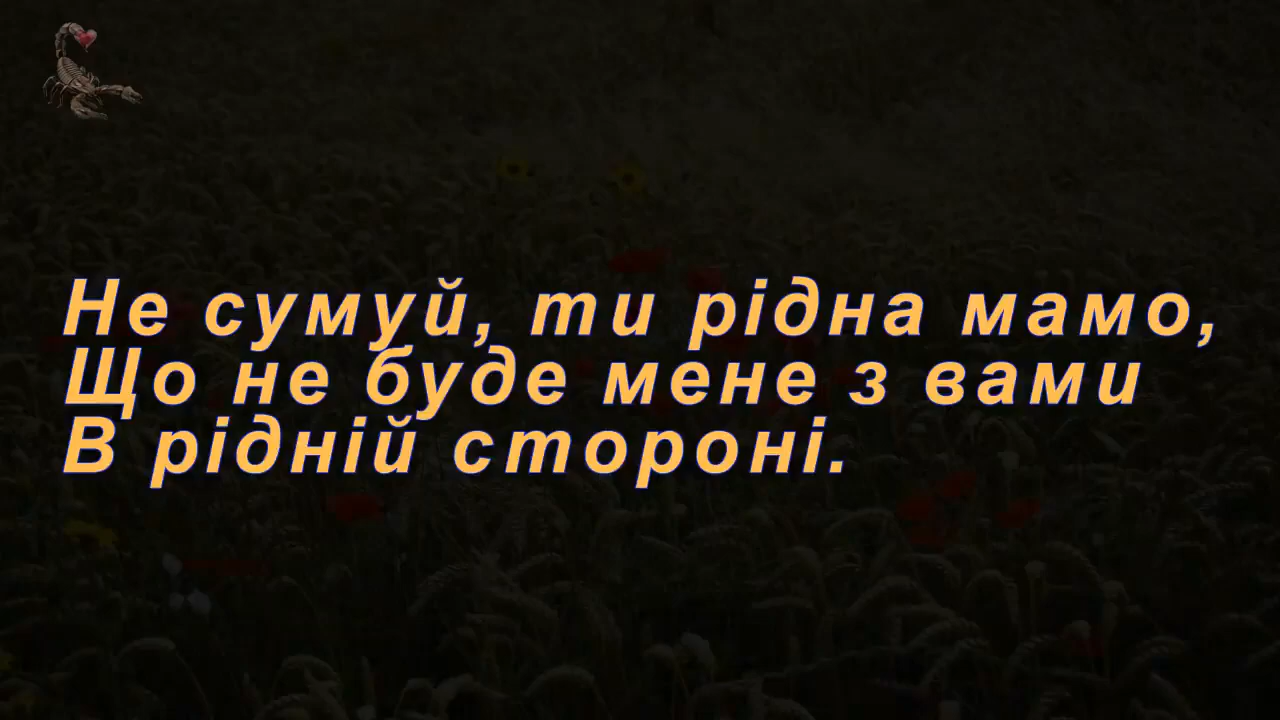 Не сумуй, ти рідна мамо,
Що не буде мене з вами
В рідній стороні.